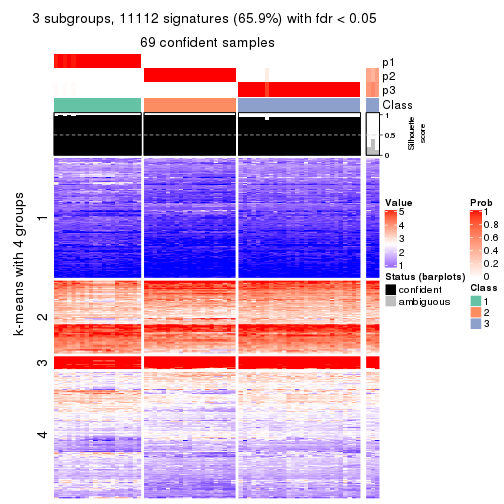 3 subgroups, 11112 signatures (65.9%) with fdr < 0.05
69 confident samples
p1
p2
p3
Class
1
0.5
0
Silhouette
score
k-means with 4 groups
1
2
3
4
Value
5
4
3
2
1
Status (barplots)
confident
ambiguous
Prob
1
0.8
0.6
0.4
0.2
0
Class
1
2
3